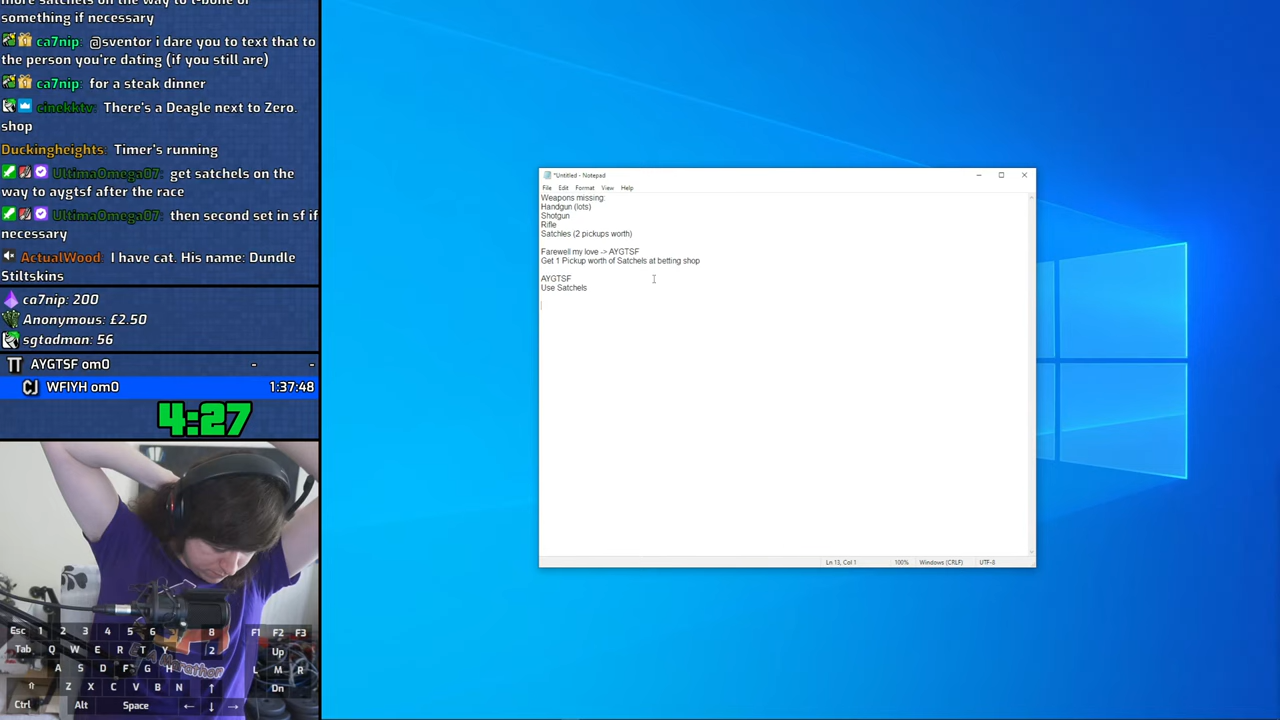 more satchels on way to t-bone or
something if necessary
ca7nip: @sventor i dare you to text that to
the person you're dating (if you still are)
ca7nip: for a steak dinner
cinekktv: There's a Deagle next to Zero.
shop
Duckingheights: Timer's running
UltimaOmega07: get satchels on the
way to aygtsf after the race
UltimaOmega07: then second set in sf if
necessary
ActualWood: I have cat. His name: Dundle
Stiltskins
ca7nip: 200
Anonymous: £2.50
sgtadman: 56
AYGTSF om0 - -
CJ WFIYH om0 1:37:48
4:27
*Untitled - Notepad
File Edit Format View Help
Weapons missing:
Handgun (lots)
Shotgun
Rifle
Satchles (2 pickups worth)
Farewell my love -> AYGTSF
Get 1 Pickup worth of Satchels at betting shop
AYGTSF
Use Satchels
Ln 13, Col 1 100% Windows (CRLF) UTF-8
Marathon
Esc 1 2 3 4 5 6 8 F1 F2 F3
Tab Q W E R T Y 2 Up
A S D F G H L M R
Z X C V B N Dn
Ctrl Alt Space